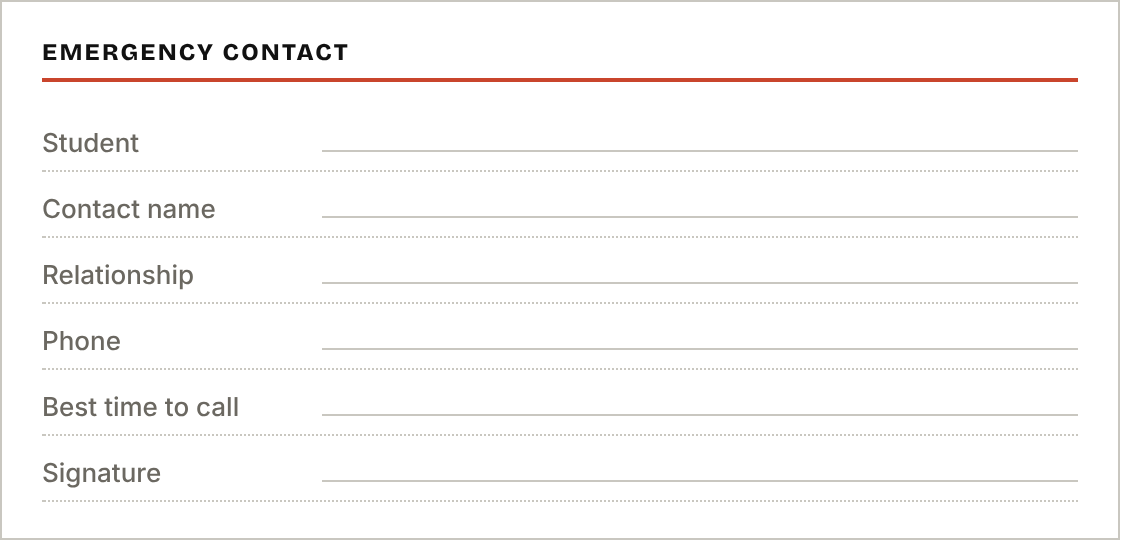 EMERGENCY CONTACT
Student
Contact name
Relationship
Phone
Best time to call
Signature